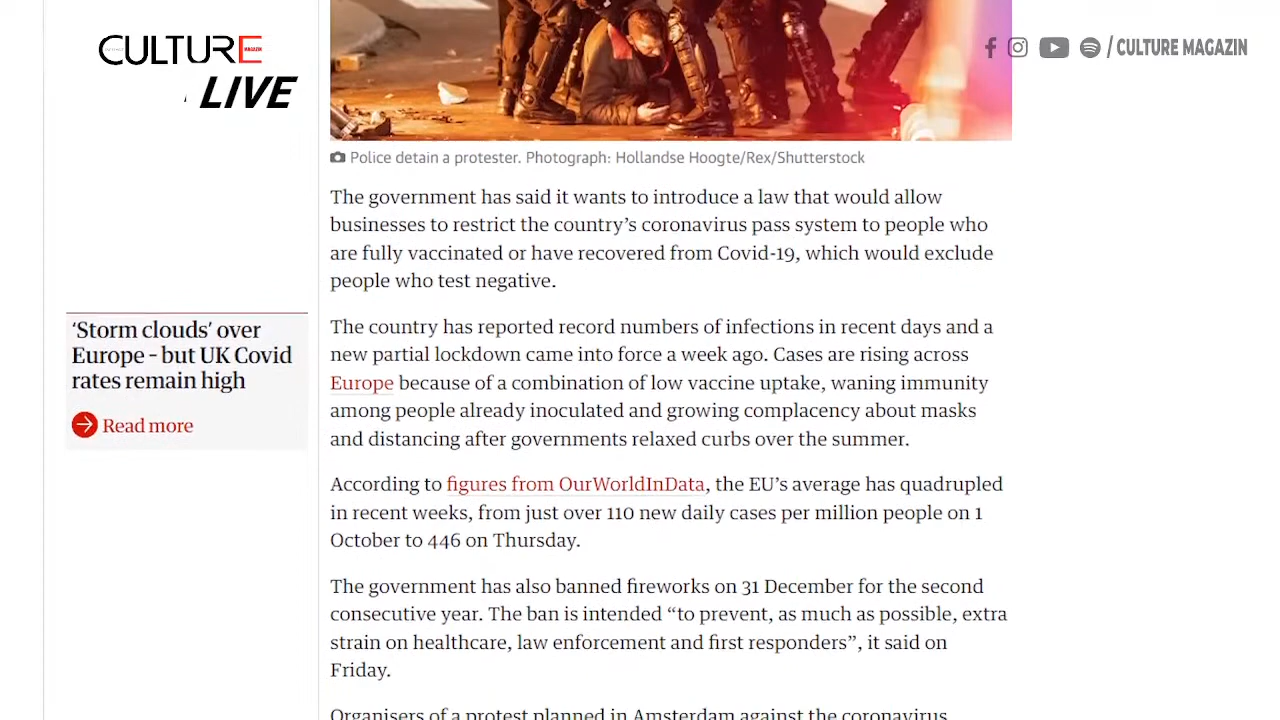 CULTURE
LIVE
/ CULTURE MAGAZIN
Police detain a protester. Photograph: Hollandse Hoogte/Rex/Shutterstock
The government has said it wants to introduce a law that would allow
businesses to restrict the country’s coronavirus pass system to people who
are fully vaccinated or have recovered from Covid-19, which would exclude
people who test negative.
‘Storm clouds’ over
Europe – but UK Covid
rates remain high
Read more
The country has reported record numbers of infections in recent days and a
new partial lockdown came into force a week ago. Cases are rising across
Europe because of a combination of low vaccine uptake, waning immunity
among people already inoculated and growing complacency about masks
and distancing after governments relaxed curbs over the summer.
According to figures from OurWorldInData, the EU’s average has quadrupled
in recent weeks, from just over 110 new daily cases per million people on 1
October to 446 on Thursday.
The government has also banned fireworks on 31 December for the second
consecutive year. The ban is intended “to prevent, as much as possible, extra
strain on healthcare, law enforcement and first responders”, it said on
Friday.
Organisers of a protest planned in Amsterdam against the coronavirus